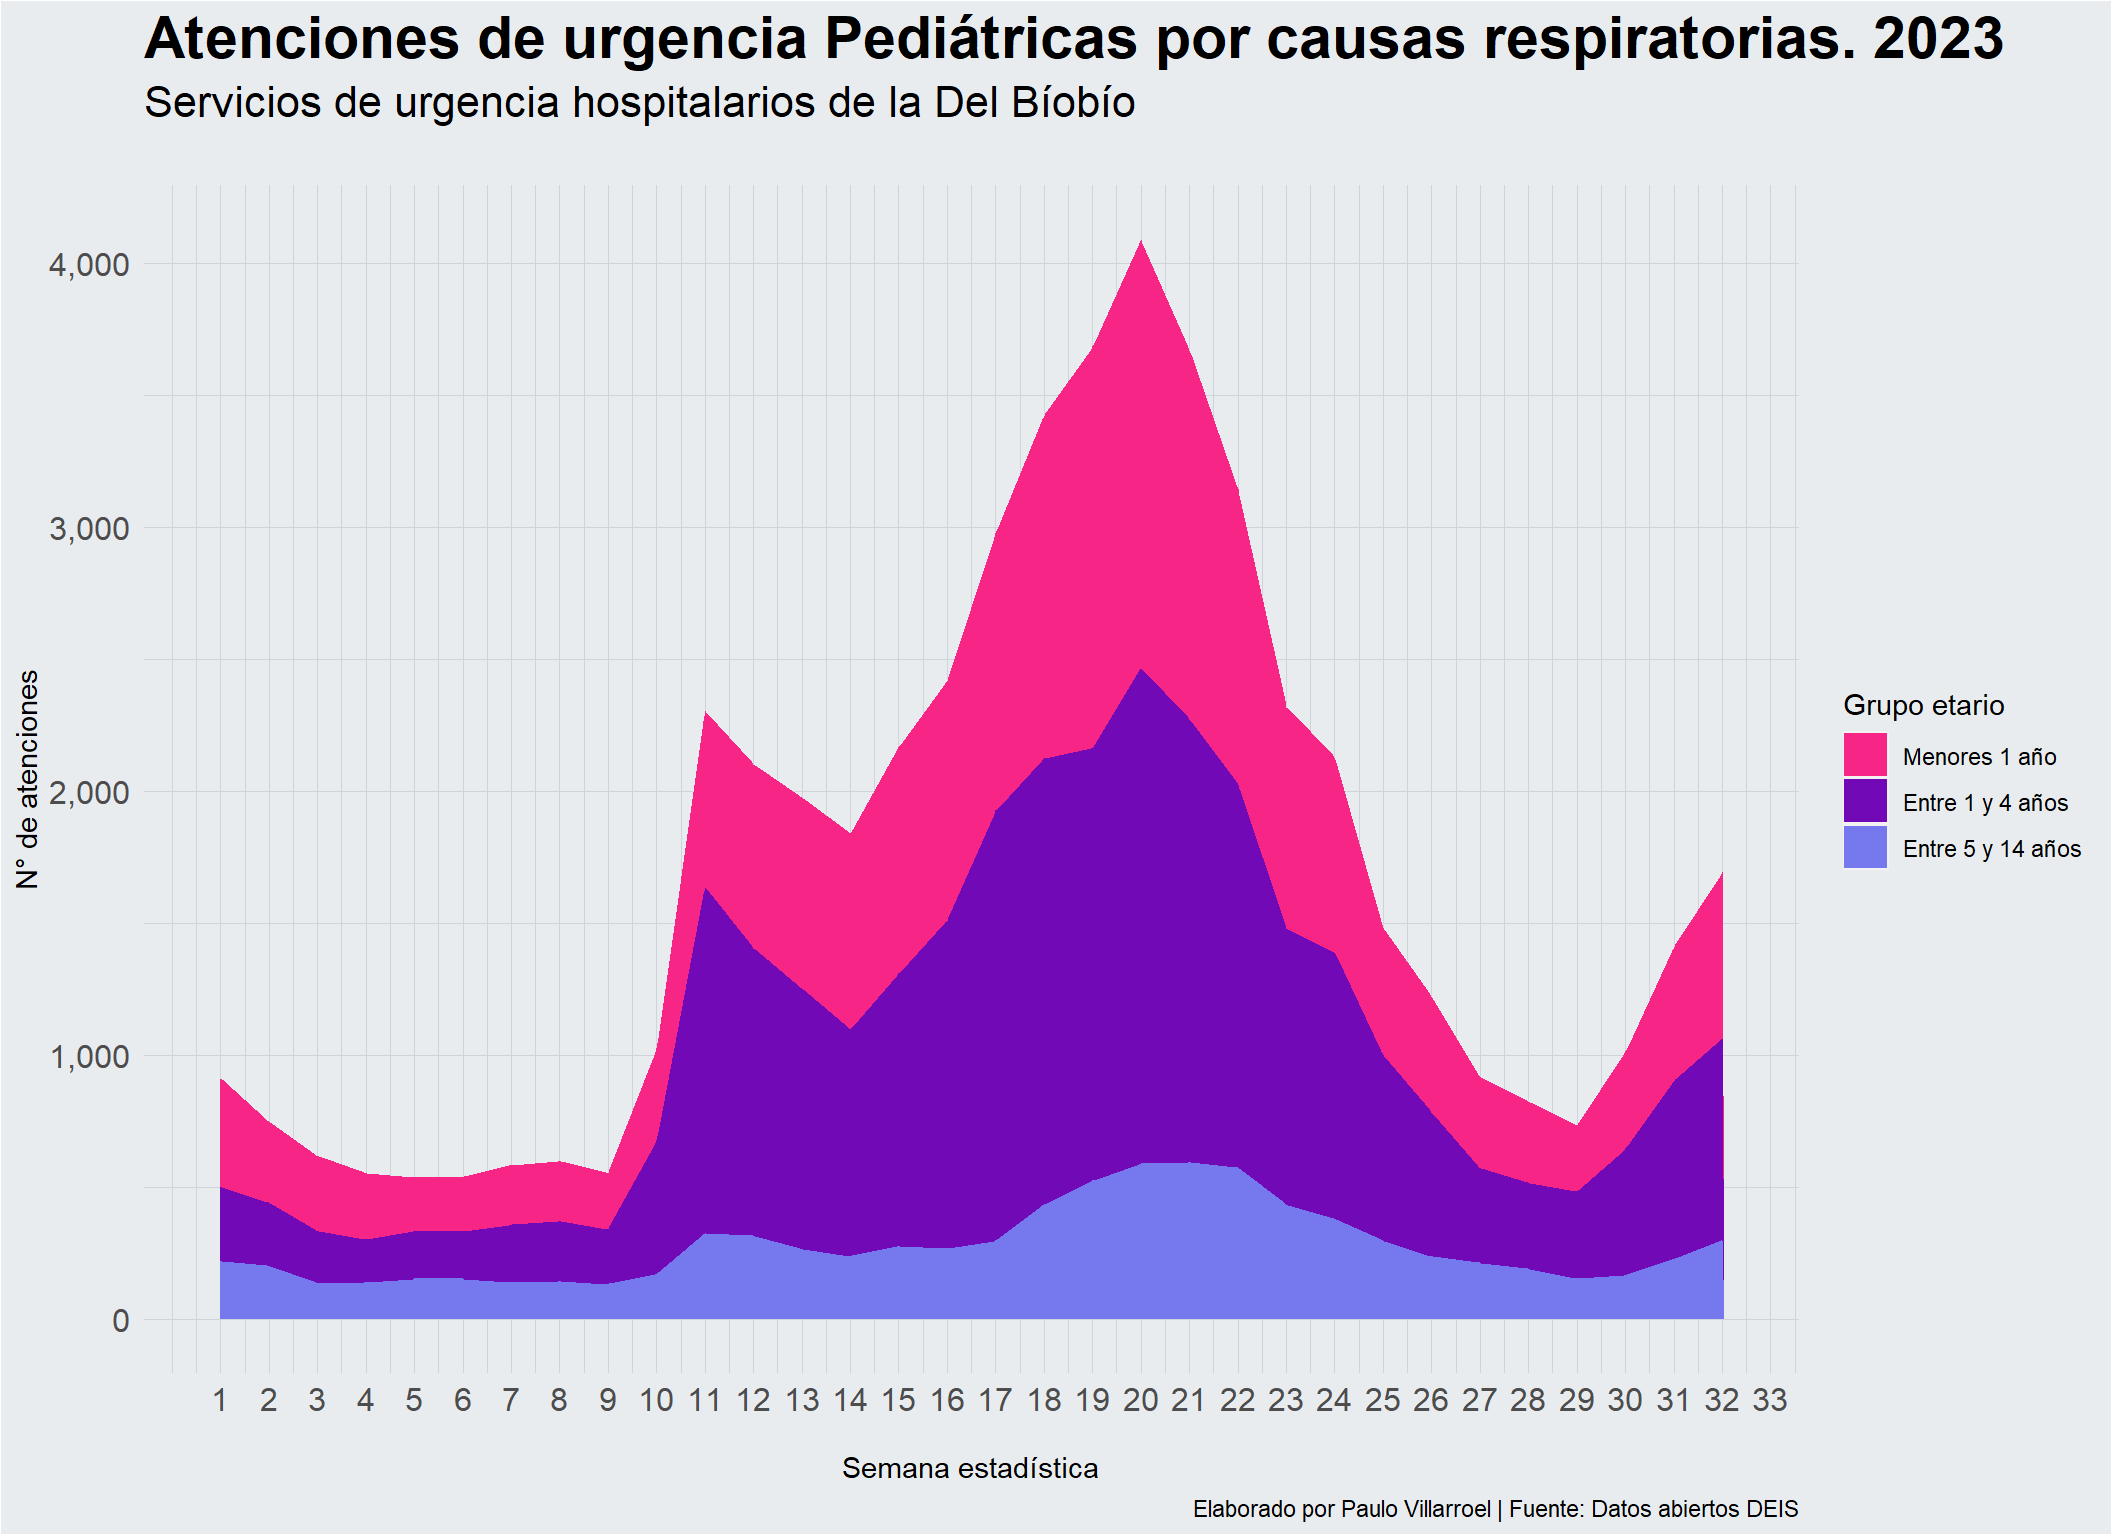 Atenciones de urgencia Pediátricas por causas respiratorias. 2023
Servicios de urgencia hospitalarios de la Del Bíobío
4,000
3,000
2,000
1,000
0
N° de atenciones
1 2 3 4 5 6 7 8 9 10 11 12 13 14 15 16 17 18 19 20 21 22 23 24 25 26 27 28 29 30 31 32 33
Semana estadística
Grupo etario
Menores 1 año
Entre 1 y 4 años
Entre 5 y 14 años
Elaborado por Paulo Villarroel | Fuente: Datos abiertos DEIS